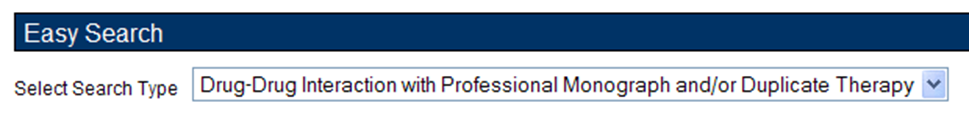 Easy Search
Select Search Type Drug-Drug Interaction with Professional Monograph and/or Duplicate Therapy